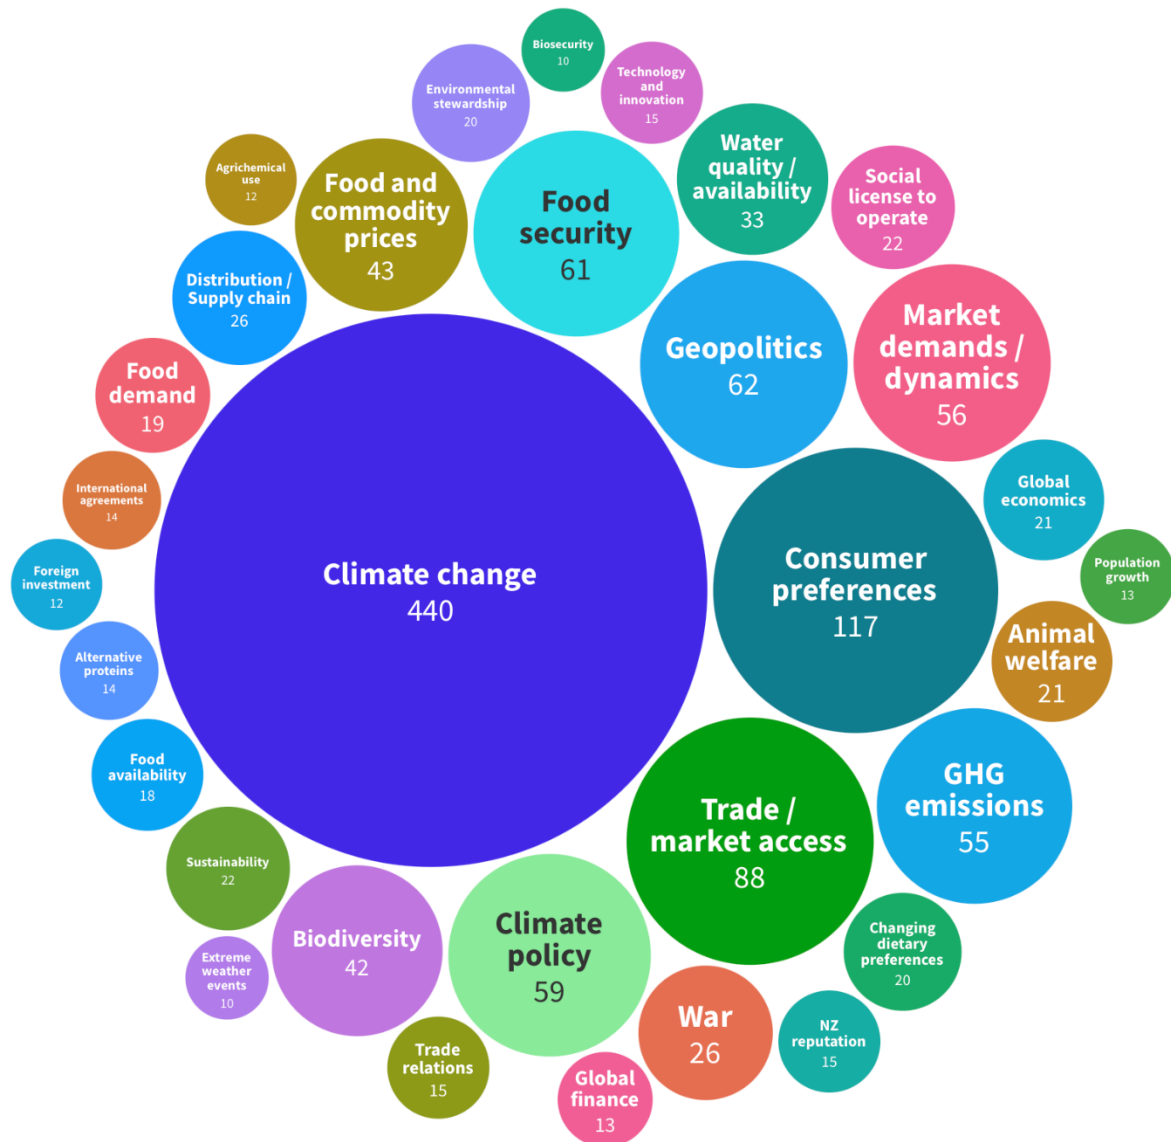 Biosecurity
10
Environmental
stewardship
20
Technology
and
innovation
15
Water
quality /
availability
33
Agrichemical
use
12
Food and
commodity
prices
43
Food
security
61
Social
license to
operate
22
Distribution /
Supply chain
26
Geopolitics
62
Market
demands /
dynamics
56
Food
demand
19
International
agreements
14
Global
economics
21
Foreign
investment
12
Climate change
440
Consumer
preferences
117
Population
growth
13
Alternative
proteins
14
Animal
welfare
21
Food
availability
18
Trade /
market access
88
GHG
emissions
55
Sustainability
22
Biodiversity
42
Climate
policy
59
Changing
dietary
preferences
20
Extreme
weather
events
10
War
26
NZ
reputation
15
Trade
relations
15
Global
finance
13